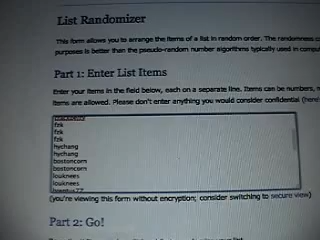 List Randomizer
This form allows you to arrange the items of a list in random order. The randomness c
purposes is better than the pseudo-random number algorithms typically used in compu
Part 1: Enter List Items
Enter your items in the field below, each on a separate line. Items can be numbers, n
items are allowed. Please don't enter anything you would consider confidential (here'
fzk
fzk
fzk
hychang
hychang
bostoncorn
bostoncorn
louknees
louknees
(you're viewing this form without encryption; consider switching to secure view)
Part 2: Go!